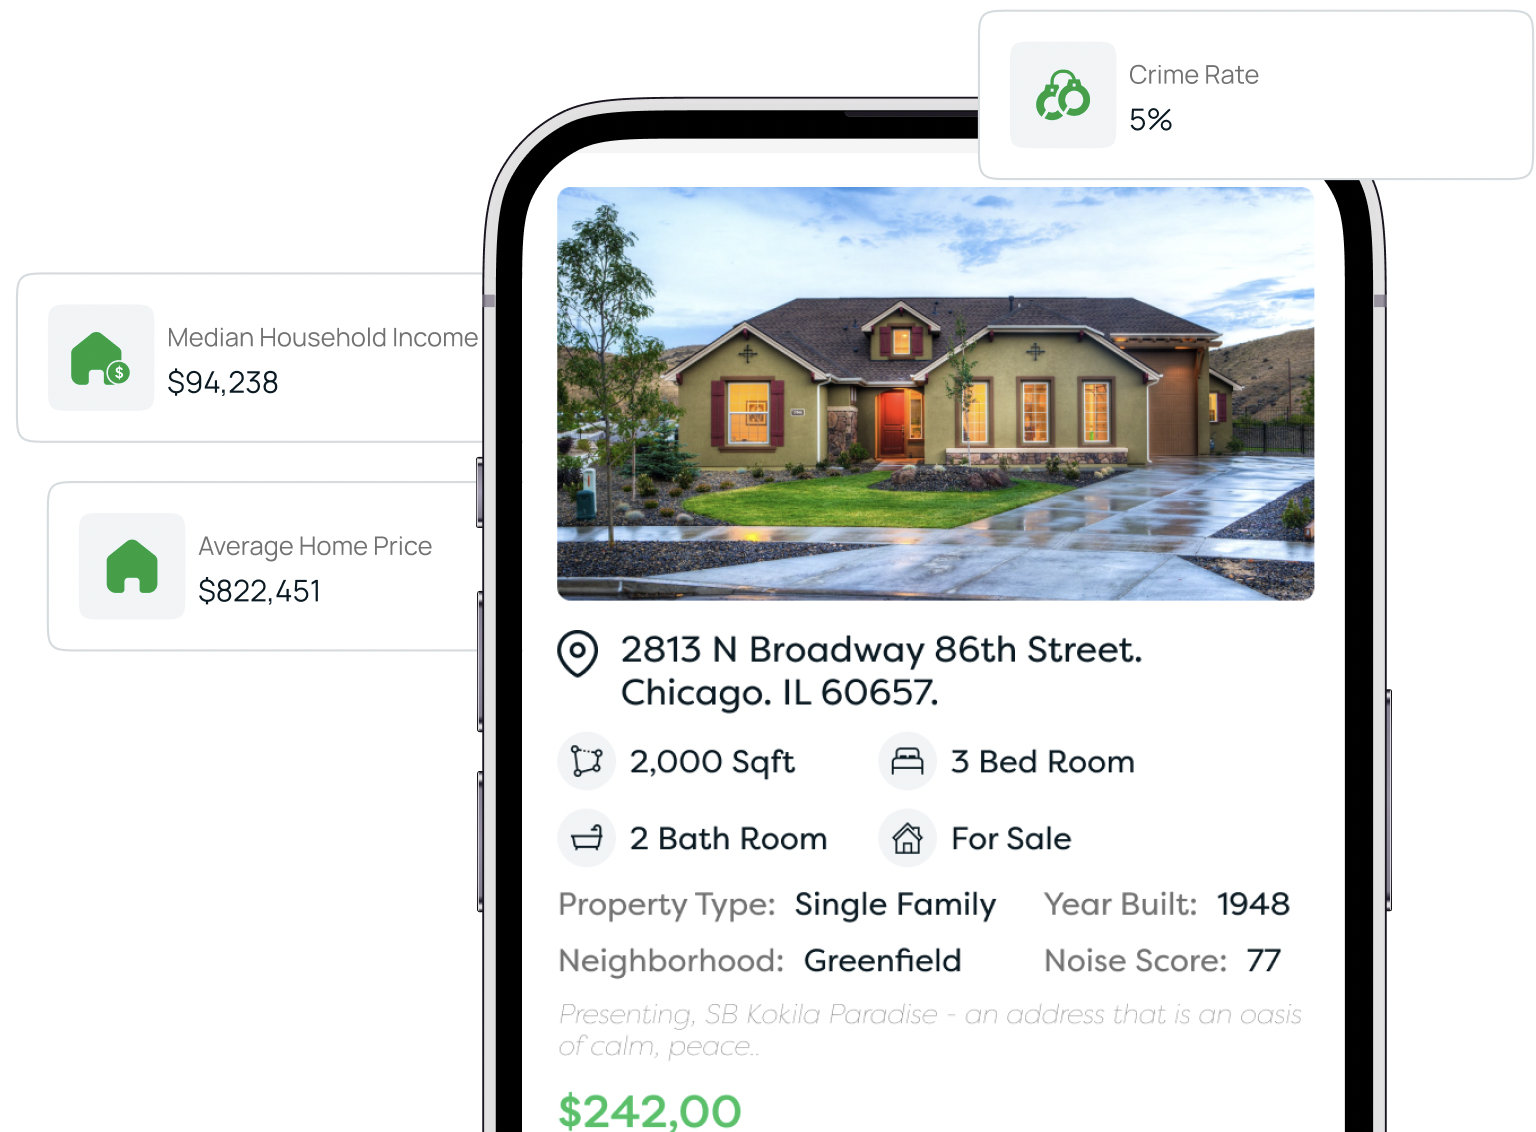 Crime Rate
5%
Median Household Income
$94,238
Average Home Price
$822,451
2813 N Broadway 86th Street.
Chicago. IL 60657.
2,000 Sqft
3 Bed Room
2 Bath Room
For Sale
Property Type: Single Family
Year Built: 1948
Neighborhood: Greenfield
Noise Score: 77
Presenting, SB Kokila Paradise - an address that is an oasis
of calm, peace..
$242,00